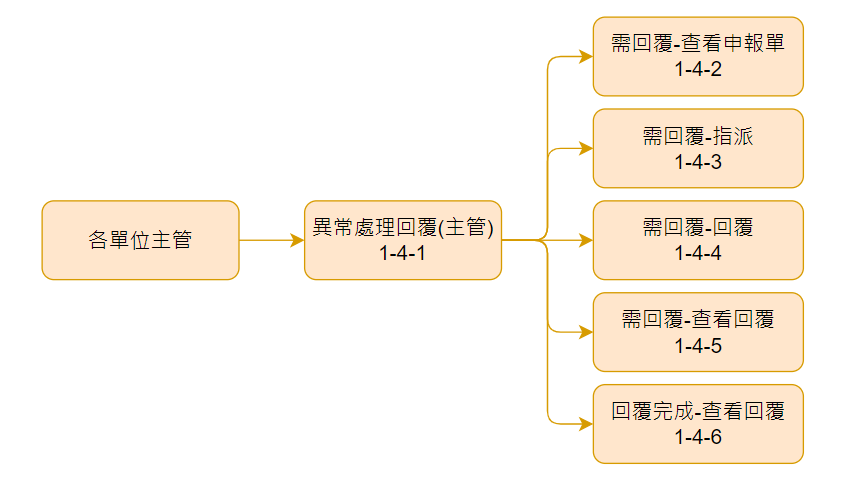 各單位主管
異常處理回覆(主管)
1-4-1
需回覆-查看申報單
1-4-2
需回覆-指派
1-4-3
需回覆-回覆
1-4-4
需回覆-查看回覆
1-4-5
回覆完成-查看回覆
1-4-6